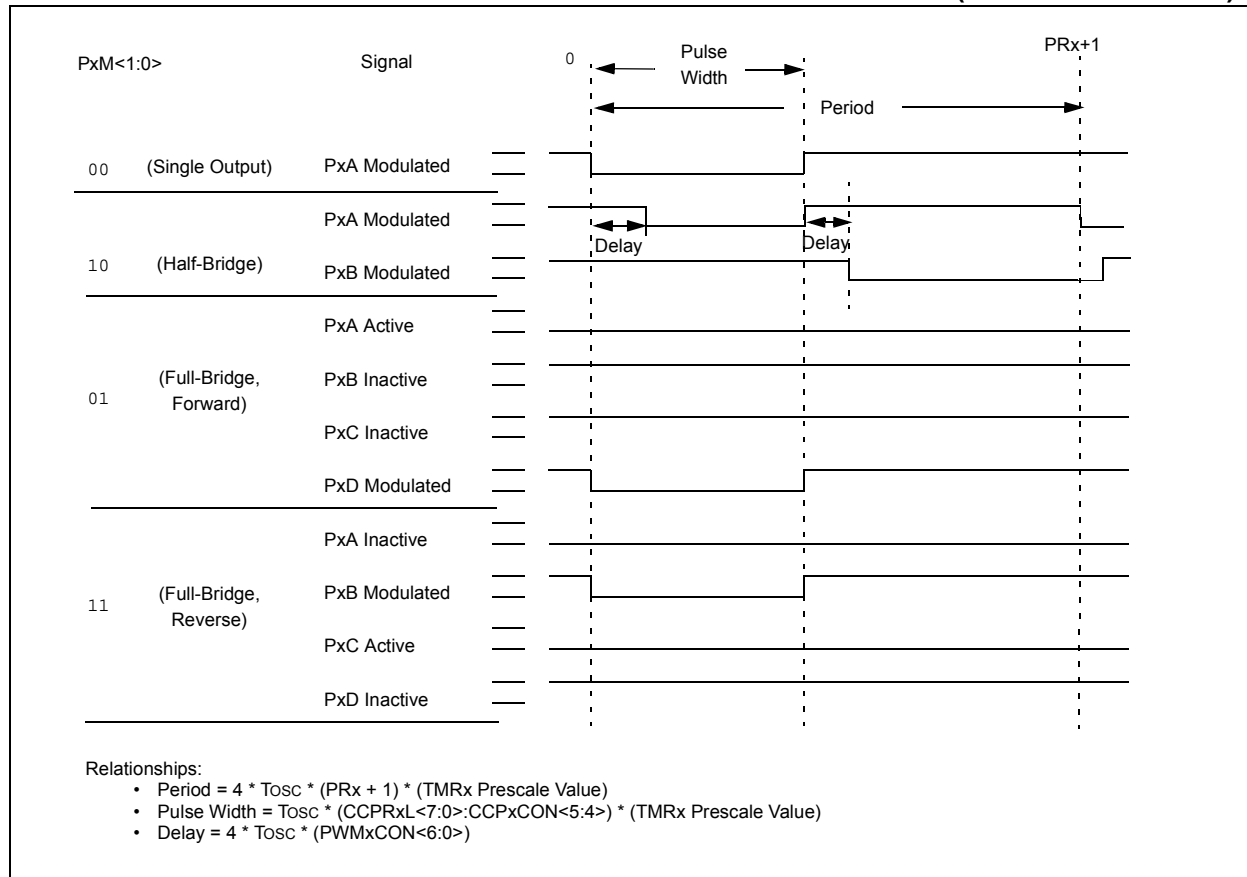 PxM<1:0> Signal 0 Pulse Width PRx+1
Period
00 (Single Output) PxA Modulated
PxA Modulated
Delay Delay
10 (Half-Bridge) PxB Modulated
PxA Active
PxB Inactive
01 (Full-Bridge, Forward)
PxC Inactive
PxD Modulated
PxA Inactive
PxB Modulated
11 (Full-Bridge, Reverse)
PxC Active
PxD Inactive
Relationships:
• Period = 4 * TOSC * (PRx + 1) * (TMRx Prescale Value)
• Pulse Width = TOSC * (CCPRxL<7:0>:CCPxCON<5:4>) * (TMRx Prescale Value)
• Delay = 4 * TOSC * (PWMxCON<6:0>)